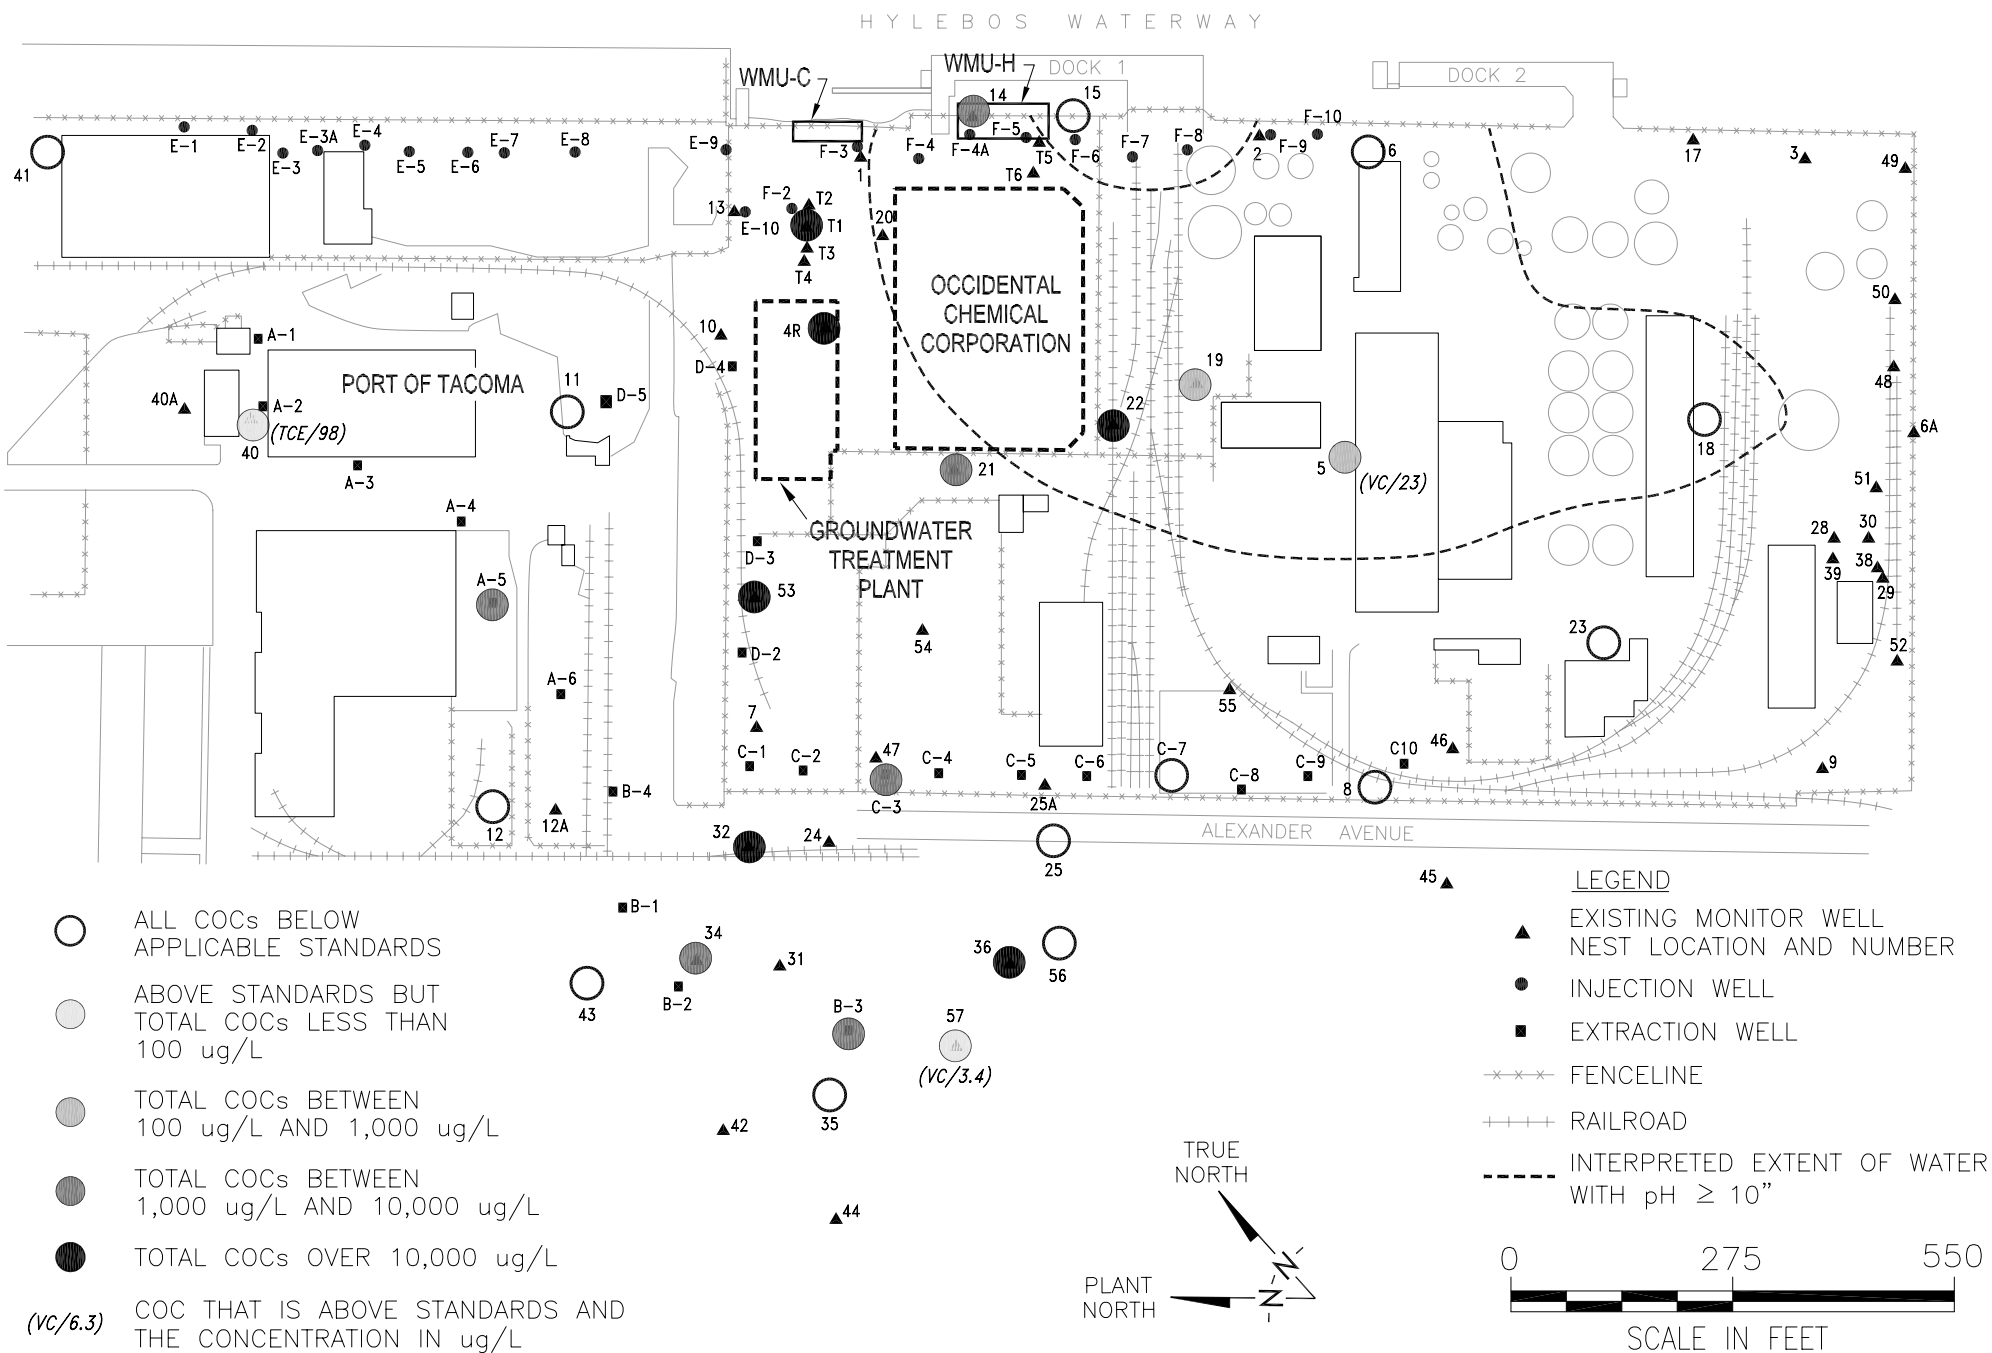 HYLEBOS WATERWAY
WMU-C
WMU-H
DOCK 1
DOCK 2
14
15
41
E-1
E-2
E-3
E-3A
E-4
E-5
E-6
E-7
E-8
E-9
F-3
1
F-4
F-4A
F-5
T5
T6
F-6
F-7
F-8
2
F-9
F-10
6
17
3
49
13
E-10
F-2
T2
T1
T3
T4
20
OCCIDENTAL
CHEMICAL
CORPORATION
50
A-1
10
4R
D-4
PORT OF TACOMA
11
D-5
19
22
48
40A
A-2
(TCE/98)
40
18
6A
A-3
21
5
(VC/23)
51
A-4
GROUNDWATER
TREATMENT
PLANT
D-3
28
30
39
38
29
A-5
53
54
23
D-2
52
A-6
55
7
C-1
C-2
47
C-3
C-4
C-5
25A
C-6
C-7
C-8
C-9
C10
46
8
9
B-4
12
12A
32
24
25
ALEXANDER AVENUE
45
B-1
34
31
36
56
43
B-2
B-3
57
(VC/3.4)
35
42
44
ALL COCs BELOW
APPLICABLE STANDARDS
ABOVE STANDARDS BUT
TOTAL COCs LESS THAN
100 ug/L
TOTAL COCs BETWEEN
100 ug/L AND 1,000 ug/L
TOTAL COCs BETWEEN
1,000 ug/L AND 10,000 ug/L
TOTAL COCs OVER 10,000 ug/L
(VC/6.3)
COC THAT IS ABOVE STANDARDS AND
THE CONCENTRATION IN ug/L
TRUE
NORTH
N
PLANT
NORTH
N
LEGEND
EXISTING MONITOR WELL
NEST LOCATION AND NUMBER
INJECTION WELL
EXTRACTION WELL
FENCELINE
RAILROAD
INTERPRETED EXTENT OF WATER
WITH pH ≥ 10”
0 275 550
SCALE IN FEET